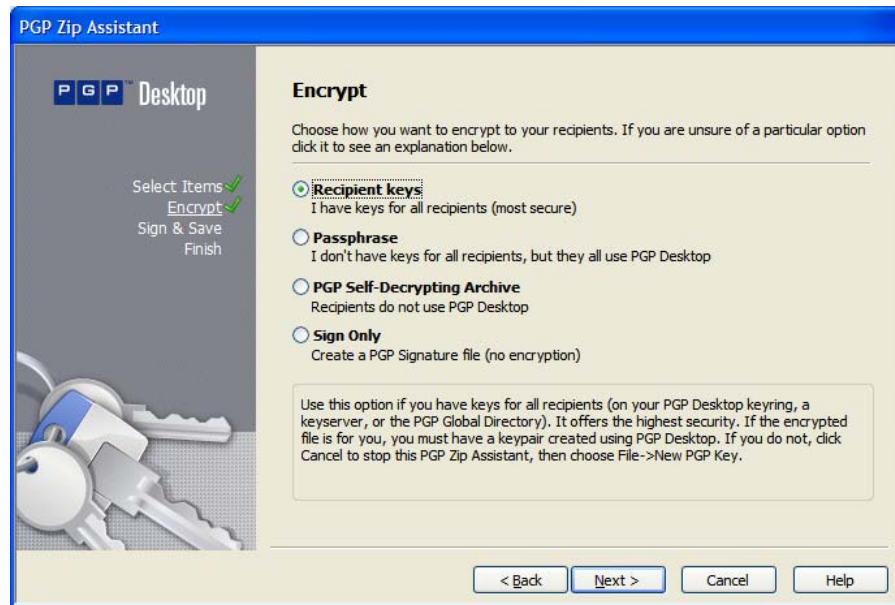 PGP Zip Assistant
PGP™ Desktop
Select Items
Encrypt
Sign & Save
Finish
Encrypt
Choose how you want to encrypt to your recipients. If you are unsure of a particular option
click it to see an explanation below.
Recipient keys
I have keys for all recipients (most secure)
Passphrase
I don't have keys for all recipients, but they all use PGP Desktop
PGP Self-Decrypting Archive
Recipients do not use PGP Desktop
Sign Only
Create a PGP Signature file (no encryption)
Use this option if you have keys for all recipients (on your PGP Desktop keyring, a
keyserver, or the PGP Global Directory). It offers the highest security. If the encrypted
file is for you, you must have a keypair created using PGP Desktop. If you do not, click
Cancel to stop this PGP Zip Assistant, then choose File->New PGP Key.
< Back
Next >
Cancel
Help